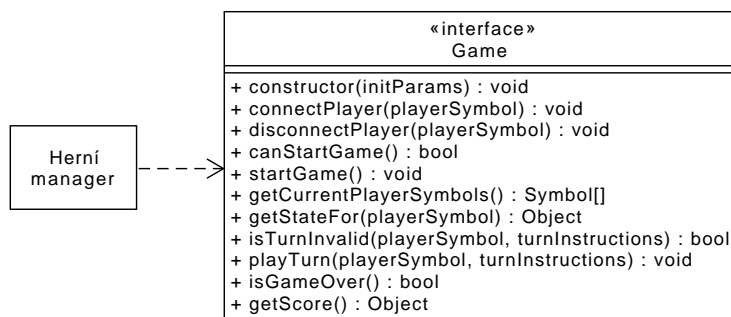 «interface»
Game
+ constructor(initParams) : void
+ connectPlayer(playerSymbol) : void
+ disconnectPlayer(playerSymbol) : void
+ canStartGame() : bool
+ startGame() : void
+ getCurrentPlayerSymbols() : Symbol[]
+ getStateFor(playerSymbol) : Object
+ isTurnInvalid(playerSymbol, turnInstructions) : bool
+ playTurn(playerSymbol, turnInstructions) : void
+ isGameOver() : bool
+ getScore() : Object
Herní
manager